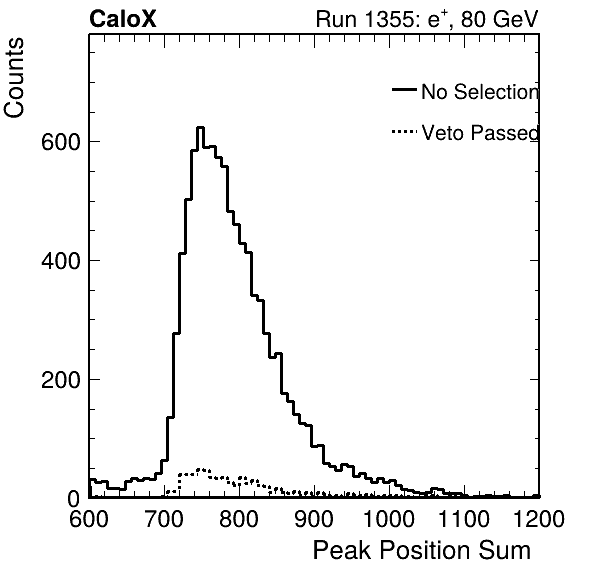 CaloX Run 1355: e⁺, 80 GeV
Counts
No Selection
Veto Passed
600
400
200
0
600 700 800 900 1000 1100 1200
Peak Position Sum